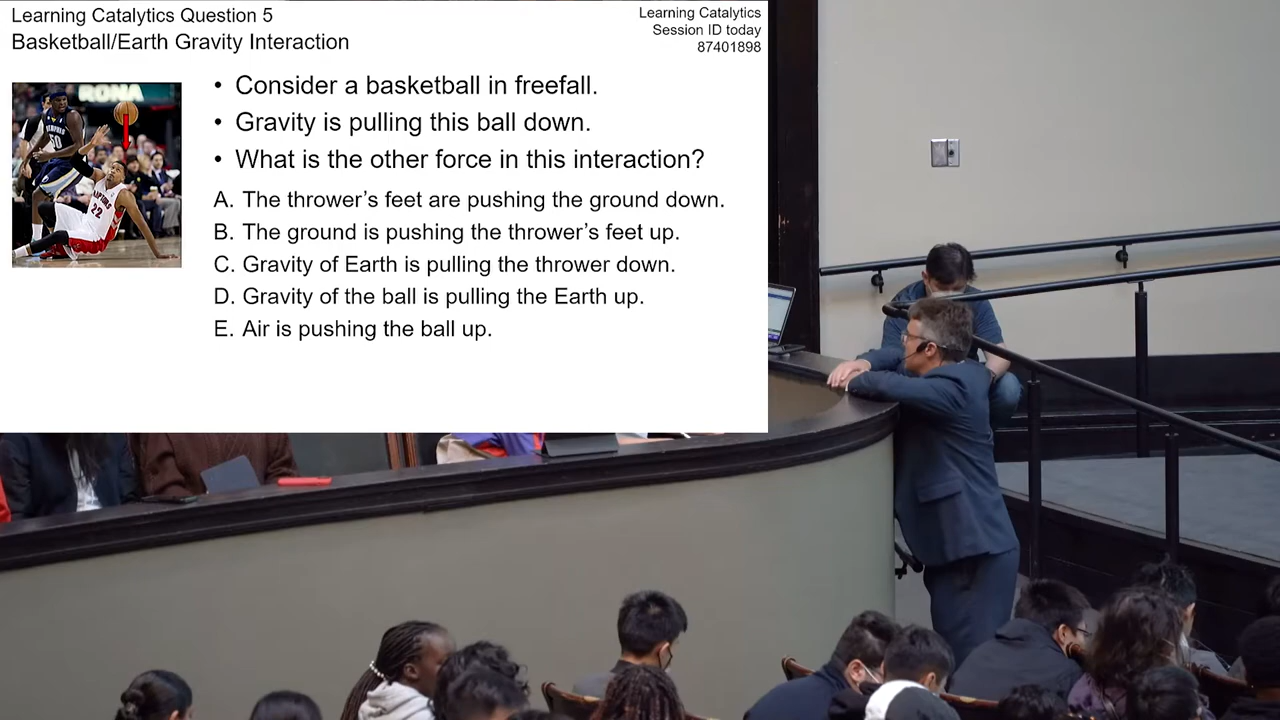 Learning Catalytics Question 5
Basketball/Earth Gravity Interaction
Learning Catalytics
Session ID today
87401898
RONA
50
22
• Consider a basketball in freefall.
• Gravity is pulling this ball down.
• What is the other force in this interaction?
A. The thrower’s feet are pushing the ground down.
B. The ground is pushing the thrower’s feet up.
C. Gravity of Earth is pulling the thrower down.
D. Gravity of the ball is pulling the Earth up.
E. Air is pushing the ball up.